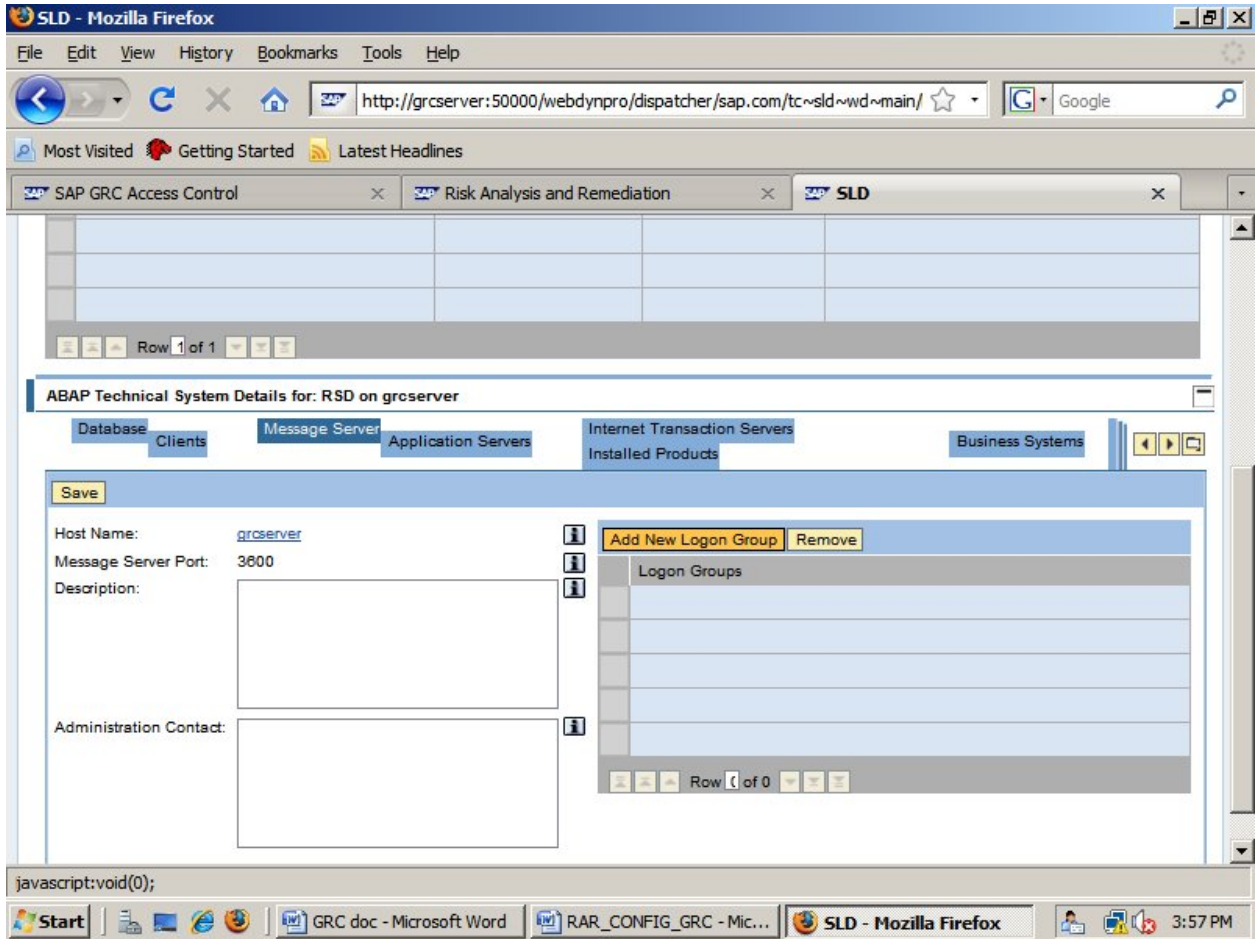 SLD - Mozilla Firefox
File Edit View History Bookmarks Tools Help
SAP http://grcserver:50000/webdynpro/dispatcher/sap.com/tc~sld~wd~main/ G Google
Most Visited Getting Started Latest Headlines
SAP SAP GRC Access Control SAP Risk Analysis and Remediation SAP SLD
Row 1 of 1
ABAP Technical System Details for: RSD on grcserver
Database Clients Message Server Application Servers Internet Transaction Servers Installed Products Business Systems
Save
Host Name: grcserver
Message Server Port: 3600
Description:
Administration Contact:
Add New Logon Group Remove
Logon Groups
Row 0 of 0
javascript:void(0);
Start GRC doc - Microsoft Word RAR_CONFIG_GRC - Mic... SLD - Mozilla Firefox 3:57 PM